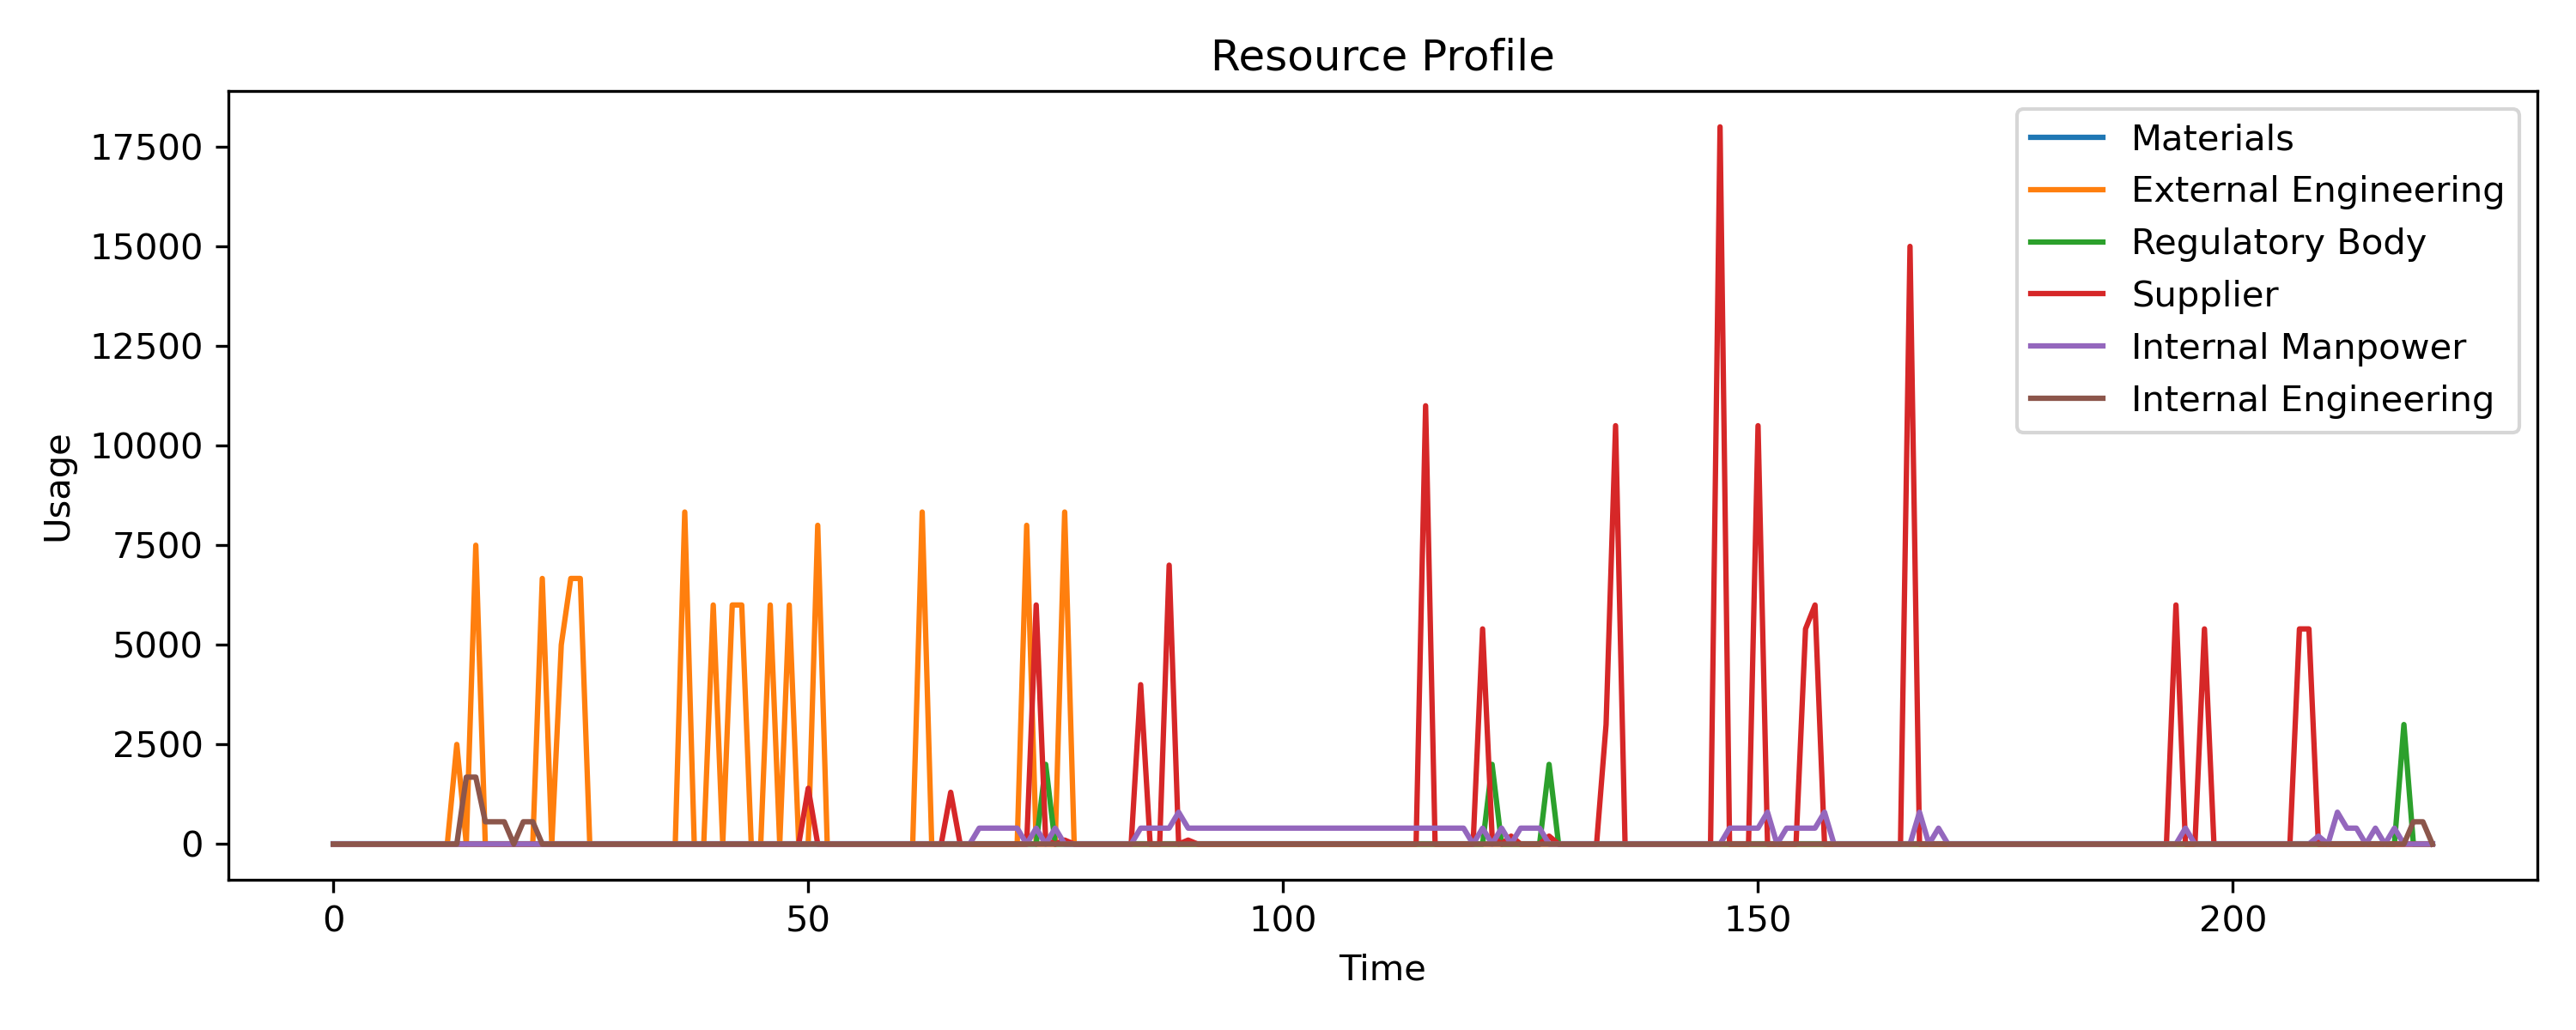 Resource Profile
17500
15000
12500
10000
7500
5000
2500
0
Usage
0 50 100 150 200
Time
Materials
External Engineering
Regulatory Body
Supplier
Internal Manpower
Internal Engineering